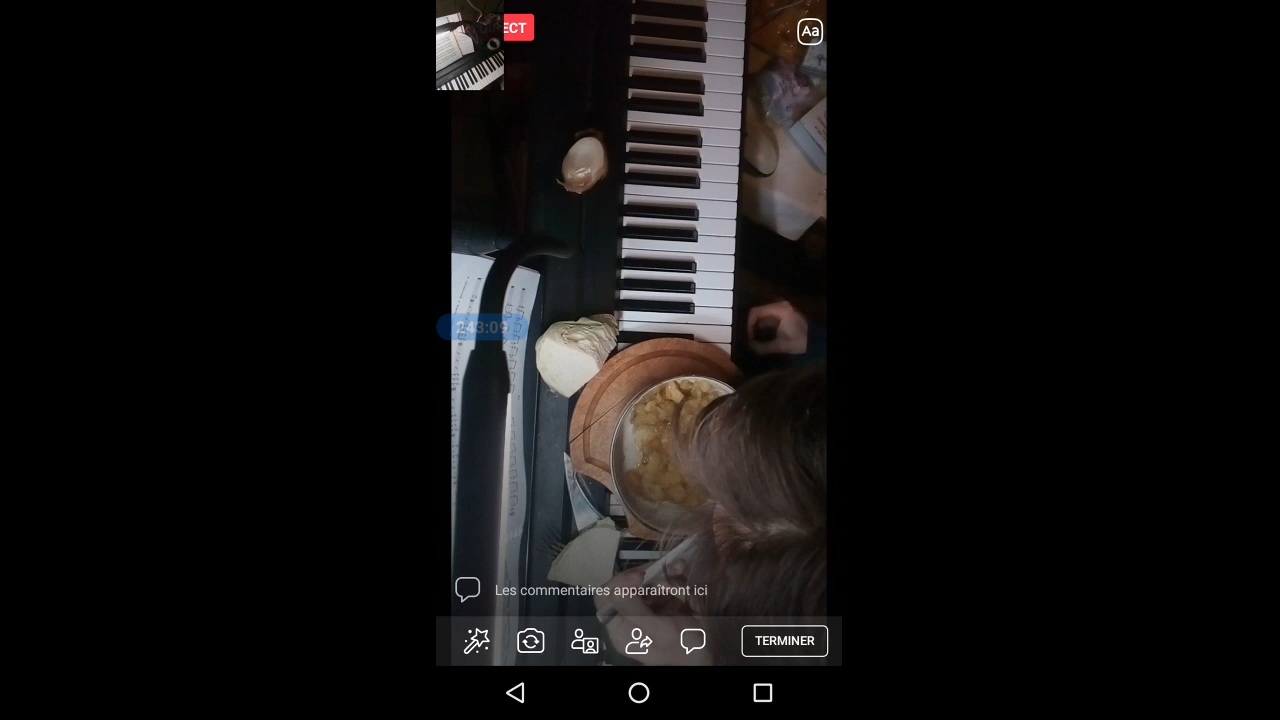 ECT
Aa
243:09
Les commentaires apparaîtront ici
TERMINER